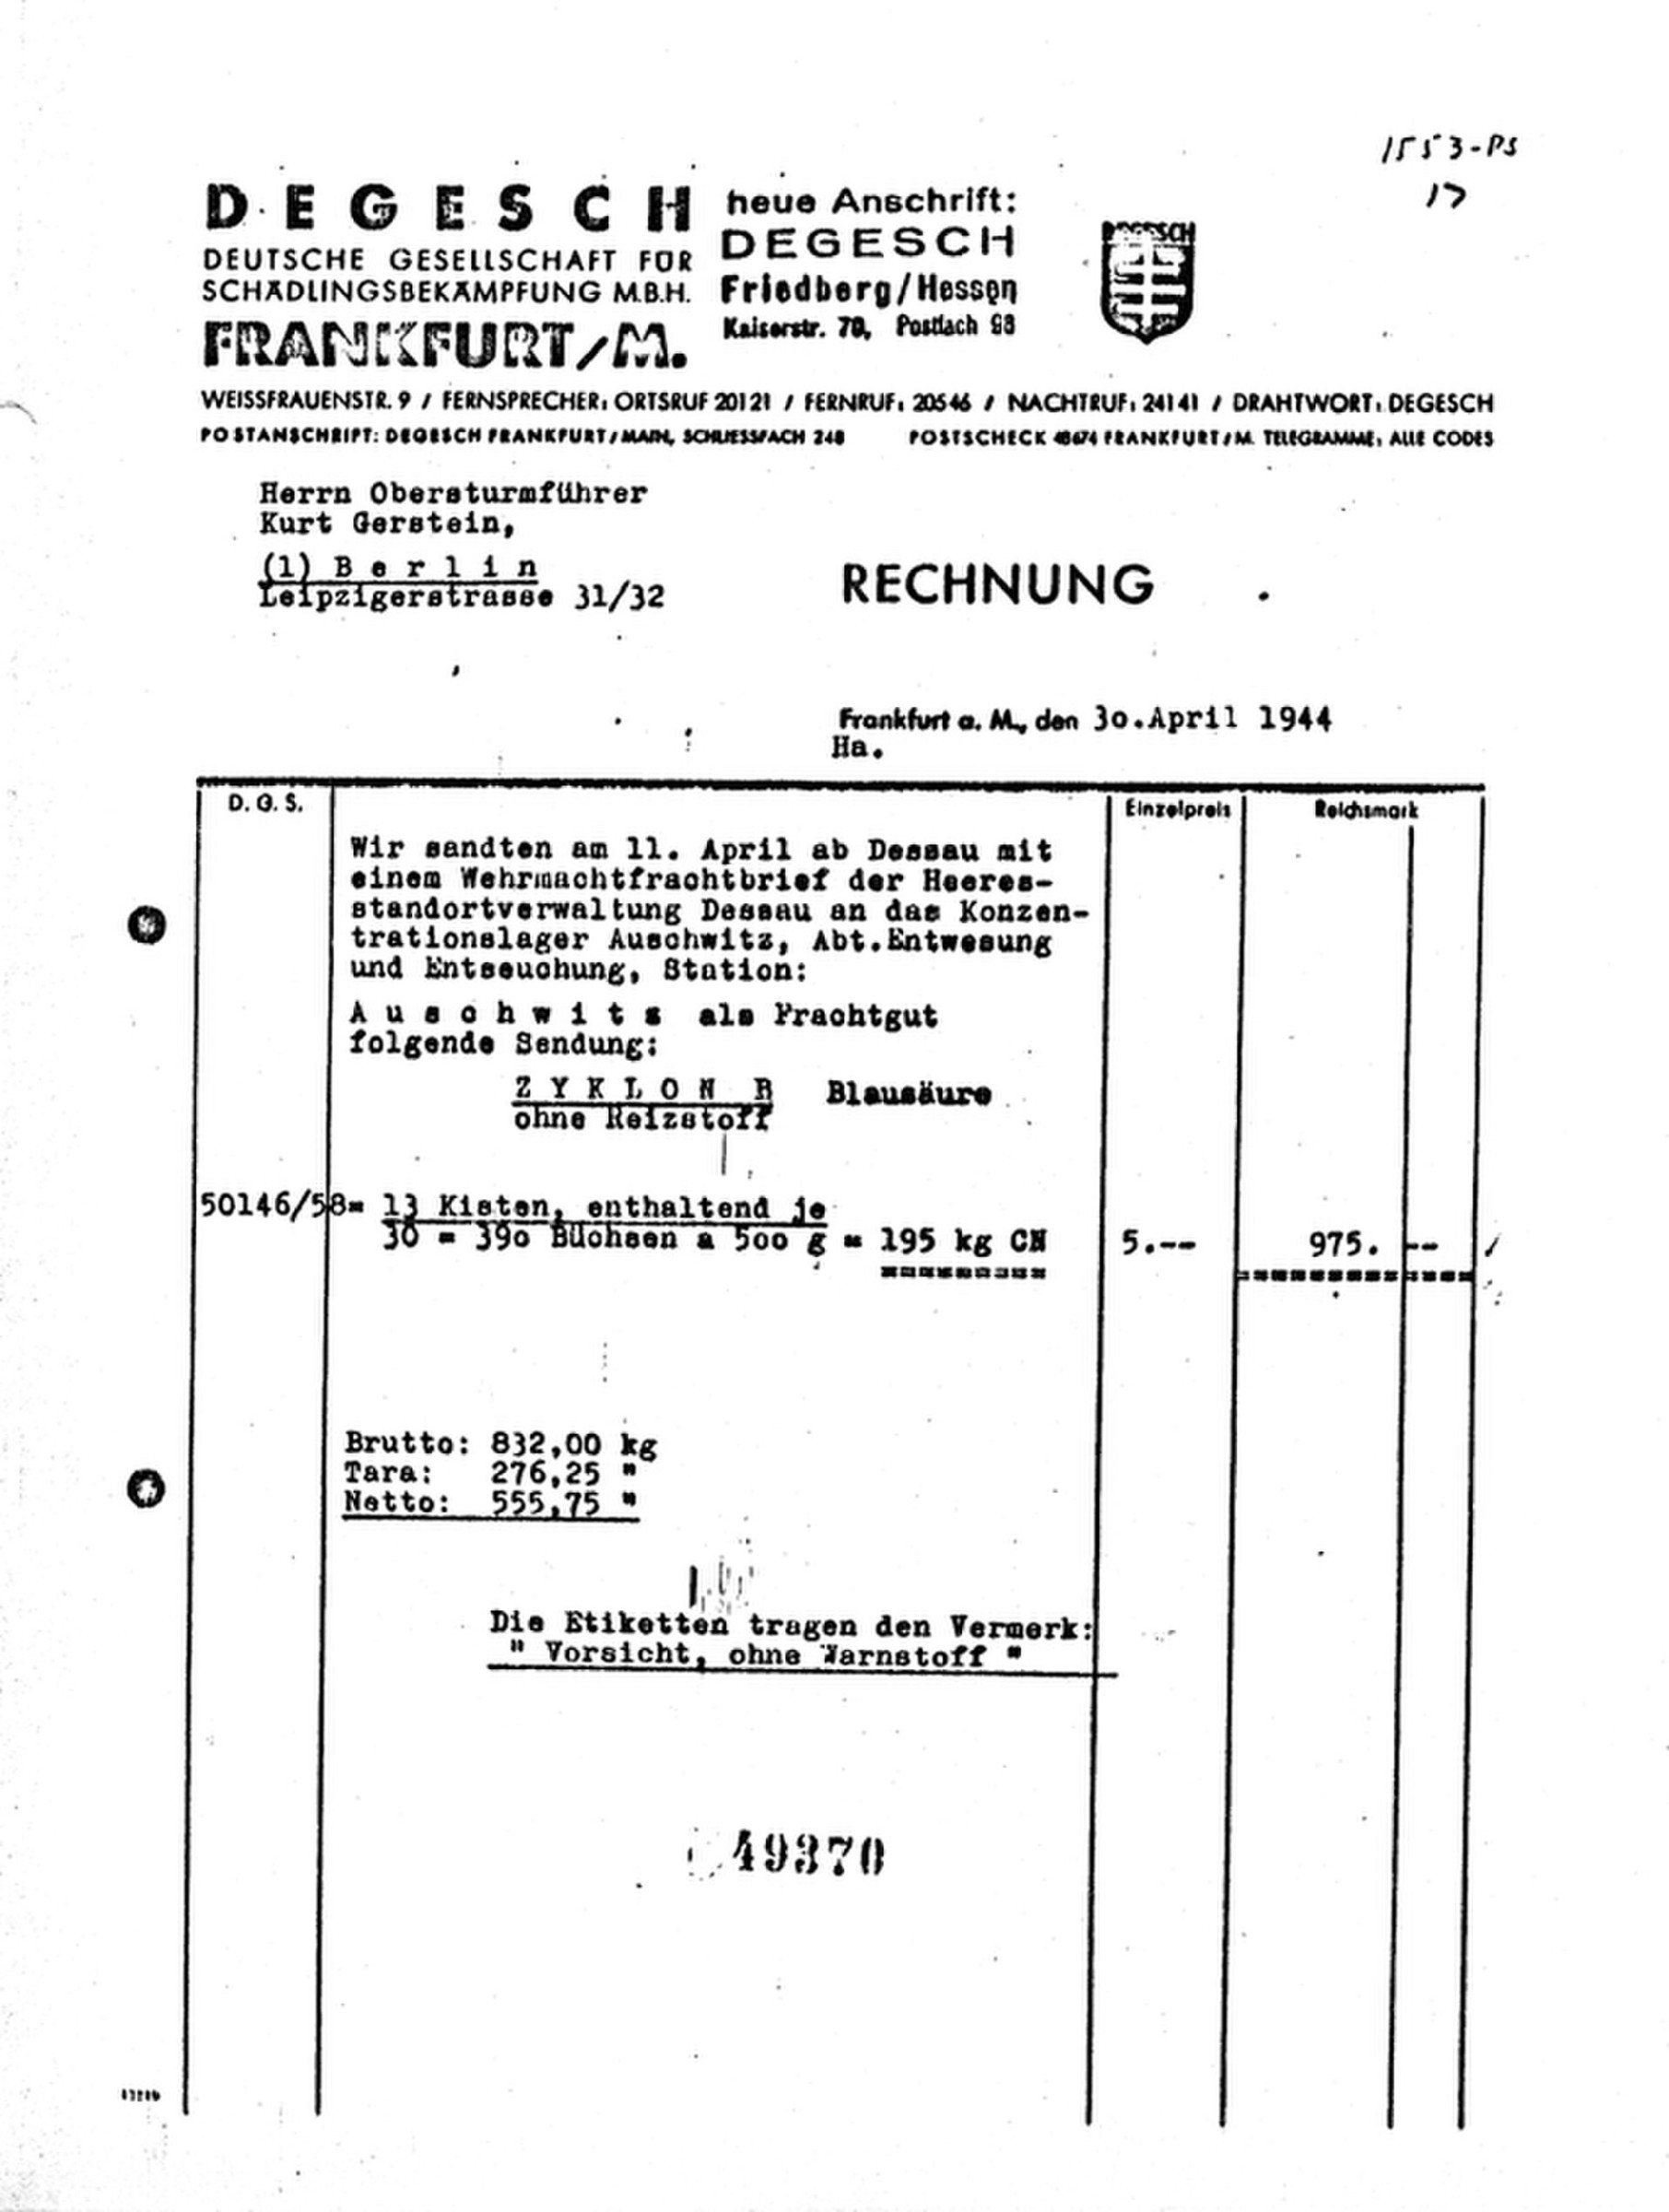 1553-PS
17
DEGESCH
DEUTSCHE GESELLSCHAFT FÜR
SCHÄDLINGSBEKÄMPFUNG M.B.H.
FRANKFURT/M.
neue Anschrift:
DEGESCH
Friedberg/Hessen
Kaiserstr. 70, Postfach 98
DEGESCH
WEISSFRAUENSTR. 9 / FERNSPRECHER: ORTSRUF 20121 / FERNRUF: 20546 / NACHTRUF: 24141 / DRAHTWORT: DEGESCH
POSTANSCHRIFT: DEGESCH FRANKFURT/MAIN, SCHLIESSFACH 248 POSTSCHECK 48674 FRANKFURT/M. TELEGRAMME: ALLE CODES
Herrn Obersturmführer
Kurt Gerstein,
(1) B e r l i n
Leipzigerstrasse 31/32
RECHNUNG
Frankfurt a. M., den 30.April 1944
Ha.
D. G. S. Einzelpreis Reichsmark
Wir sandten am 11. April ab Dessau mit
einem Wehrmachtfrachtbrief der Heeres-
standortverwaltung Dessau an das Konzen-
trationslager Auschwitz, Abt.Entwesung
und Entseuchung, Station:
A u s c h w i t z als Frachtgut
folgende Sendung:
Z Y K L O N B Blausäure
ohne Reizstoff
50146/58= 13 Kisten, enthaltend je
30 = 390 Büchsen a 500 g = 195 kg CN 5.-- 975. --
Brutto: 832,00 kg
Tara: 276,25 "
Netto: 555,75 "
Die Etiketten tragen den Vermerk:
" Vorsicht, ohne Warnstoff "
49370